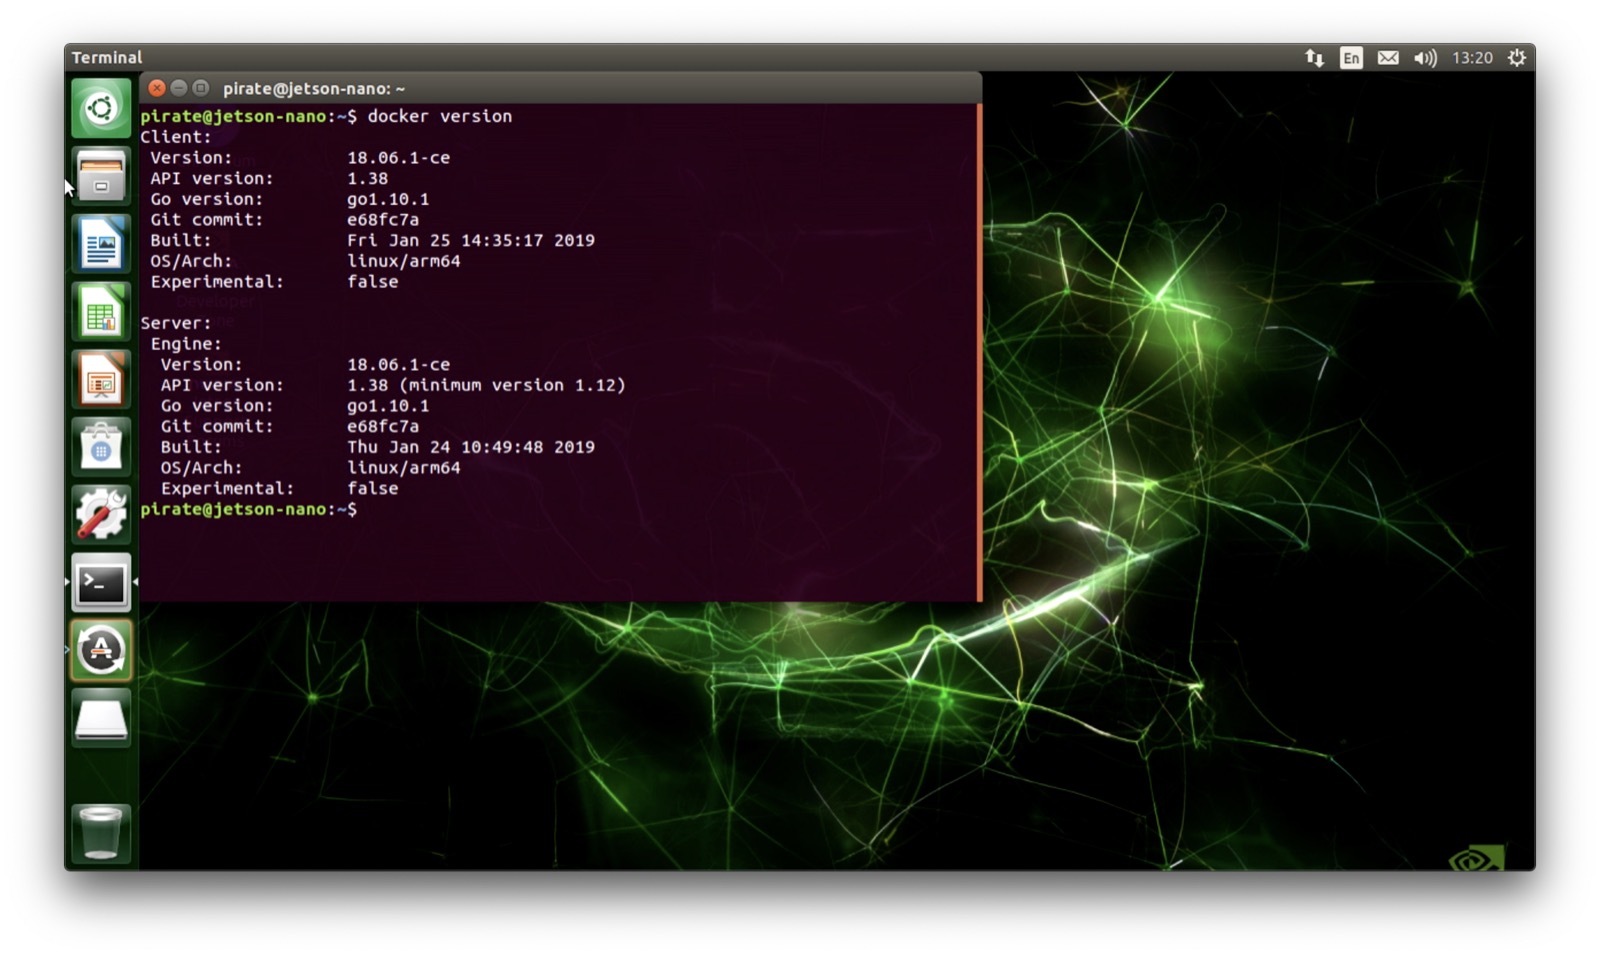 Terminal
En
13:20
pirate@jetson-nano: ~
pirate@jetson-nano:~$ docker version
Client:
Version: 18.06.1-ce
API version: 1.38
Go version: go1.10.1
Git commit: e68fc7a
Built: Fri Jan 25 14:35:17 2019
OS/Arch: linux/arm64
Experimental: false
Server:
Engine:
Version: 18.06.1-ce
API version: 1.38 (minimum version 1.12)
Go version: go1.10.1
Git commit: e68fc7a
Built: Thu Jan 24 10:49:48 2019
OS/Arch: linux/arm64
Experimental: false
pirate@jetson-nano:~$